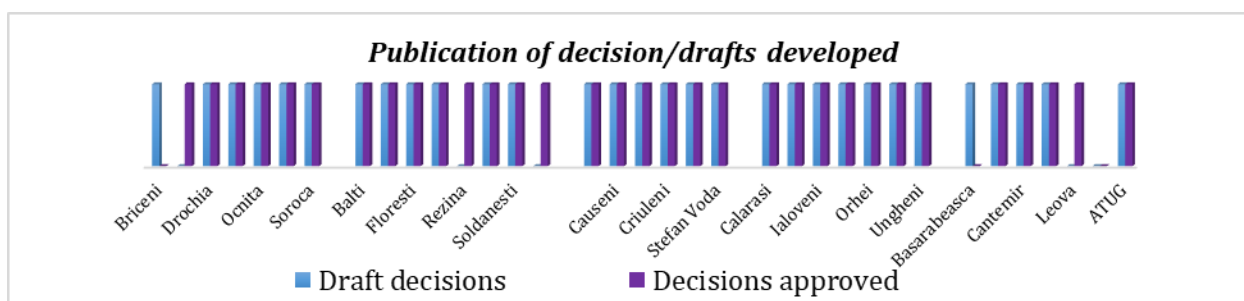 Publication of decision/drafts developed
Briceni
Drochia
Ocnita
Soroca
Balti
Floresti
Rezina
Soldanesti
Causeni
Criuleni
Stefan Voda
Calarasi
Ialoveni
Orhei
Ungheni
Basarabeasca
Cantemir
Leova
ATUG
Draft decisions
Decisions approved